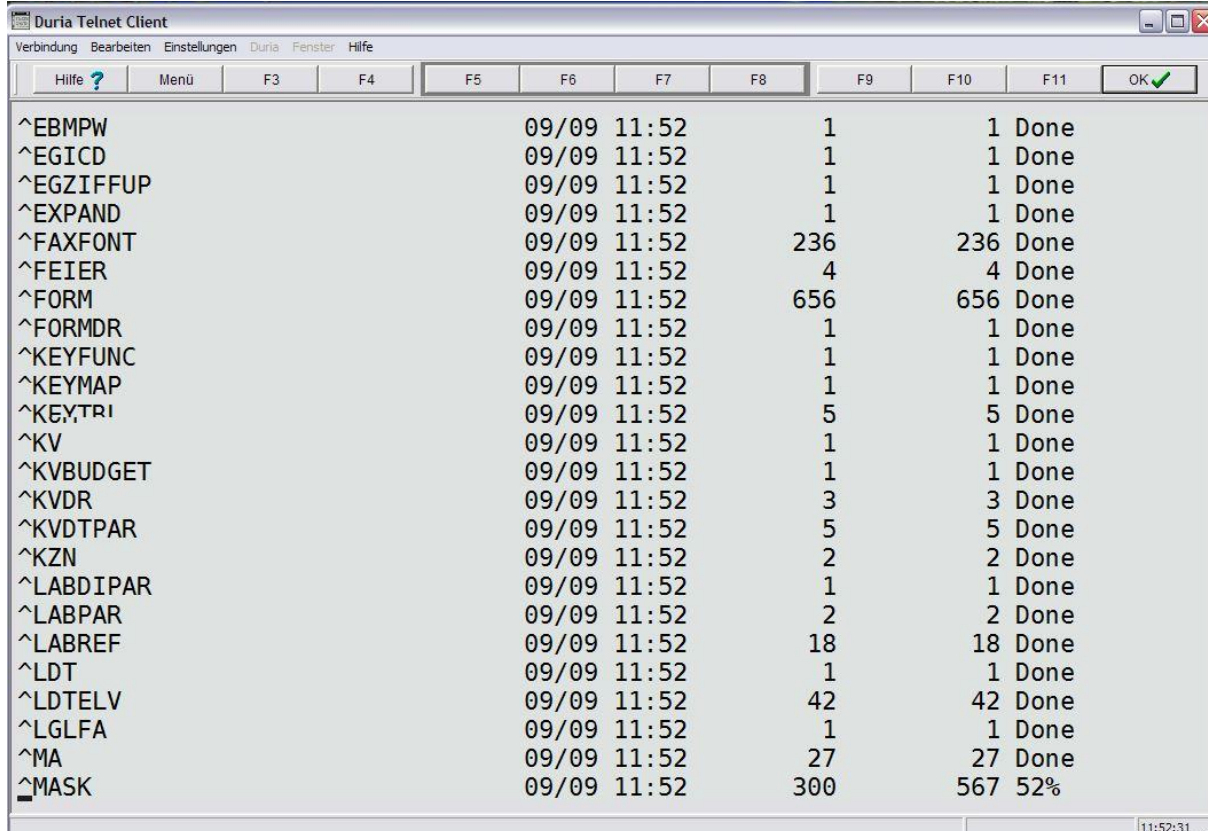 Duria Telnet Client
Verbindung Bearbeiten Einstellungen Duria Fenster Hilfe
Hilfe ? Menü F3 F4 F5 F6 F7 F8 F9 F10 F11 OK
^EBMPW 09/09 11:52 1 1 Done
^EGICD 09/09 11:52 1 1 Done
^EGZIFFUP 09/09 11:52 1 1 Done
^EXPAND 09/09 11:52 1 1 Done
^FAXFONT 09/09 11:52 236 236 Done
^FEIER 09/09 11:52 4 4 Done
^FORM 09/09 11:52 656 656 Done
^FORMDR 09/09 11:52 1 1 Done
^KEYFUNC 09/09 11:52 1 1 Done
^KEYMAP 09/09 11:52 1 1 Done
^KEYTBL 09/09 11:52 5 5 Done
^KV 09/09 11:52 1 1 Done
^KVBUDGET 09/09 11:52 1 1 Done
^KVDR 09/09 11:52 3 3 Done
^KVDTPAR 09/09 11:52 5 5 Done
^KZN 09/09 11:52 2 2 Done
^LABDIPAR 09/09 11:52 1 1 Done
^LABPAR 09/09 11:52 2 2 Done
^LABREF 09/09 11:52 18 18 Done
^LDT 09/09 11:52 1 1 Done
^LDTELV 09/09 11:52 42 42 Done
^LGLFA 09/09 11:52 1 1 Done
^MA 09/09 11:52 27 27 Done
^MASK 09/09 11:52 300 567 52%
11:52:31